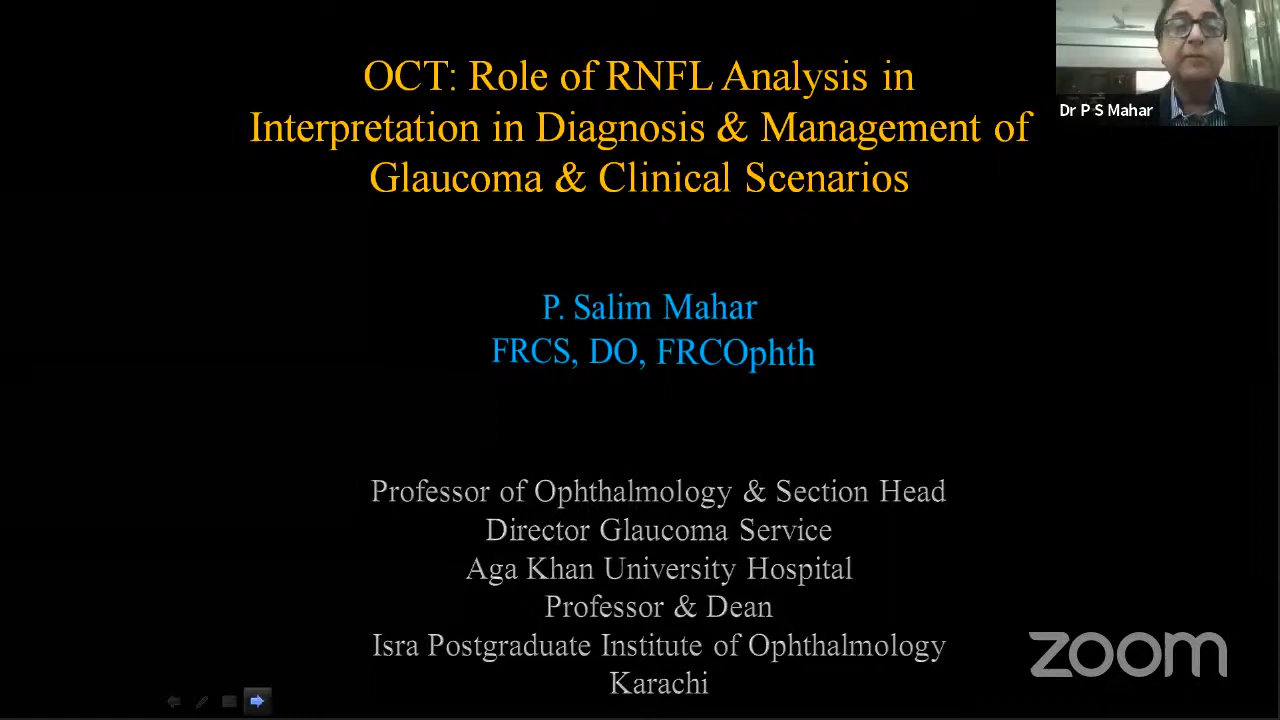 OCT: Role of RNFL Analysis in
Interpretation in Diagnosis & Management of
Glaucoma & Clinical Scenarios
Dr P S Mahar
P. Salim Mahar
FRCS, DO, FRCOphth
Professor of Ophthalmology & Section Head
Director Glaucoma Service
Aga Khan University Hospital
Professor & Dean
Isra Postgraduate Institute of Ophthalmology
Karachi
zoom